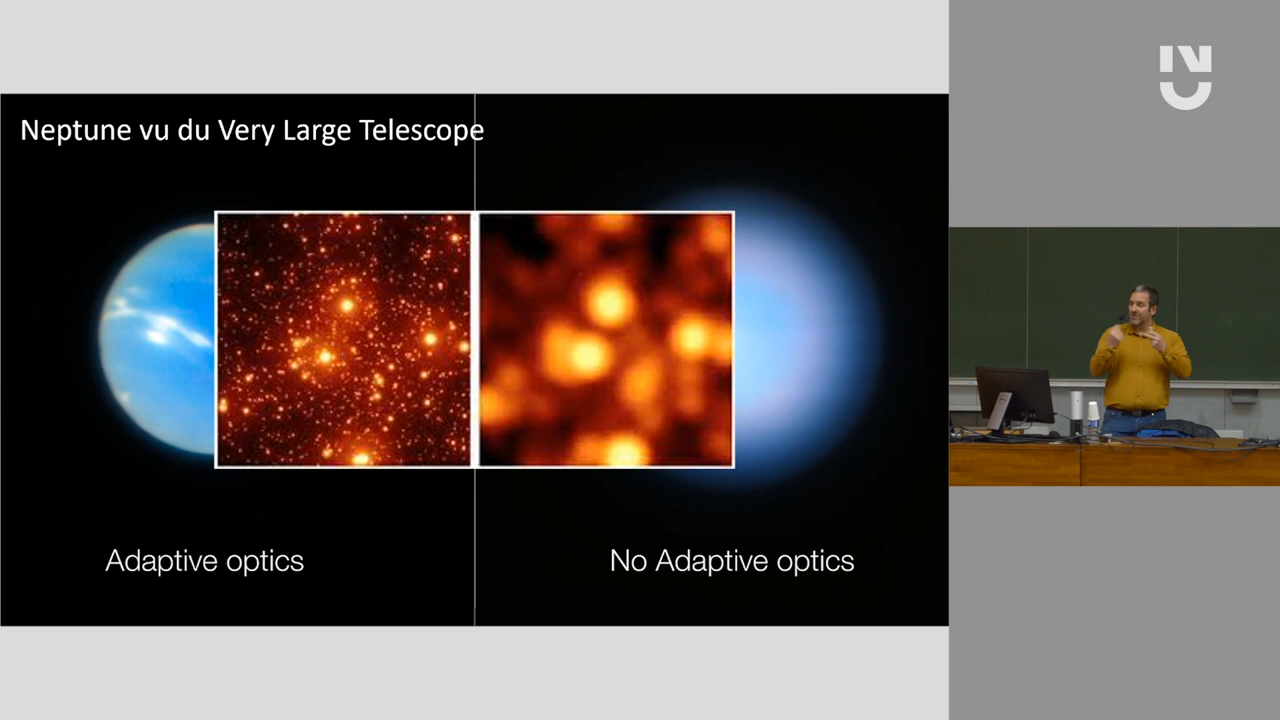 Neptune vu du Very Large Telescope
Adaptive optics
No Adaptive optics